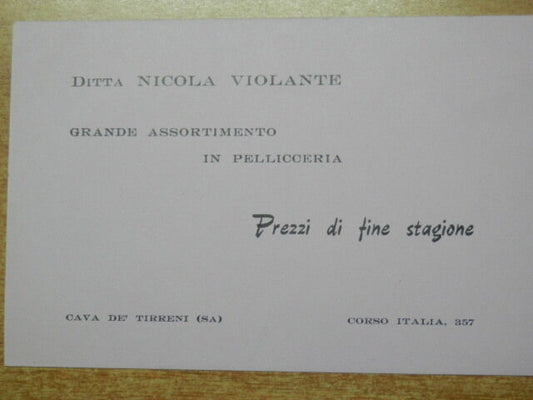 Ditta NICOLA VIOLANTE
GRANDE ASSORTIMENTO
IN PELLICCERIA
Prezzi di fine stagione
CAVA DE' TIRRENI (SA)
CORSO ITALIA, 357